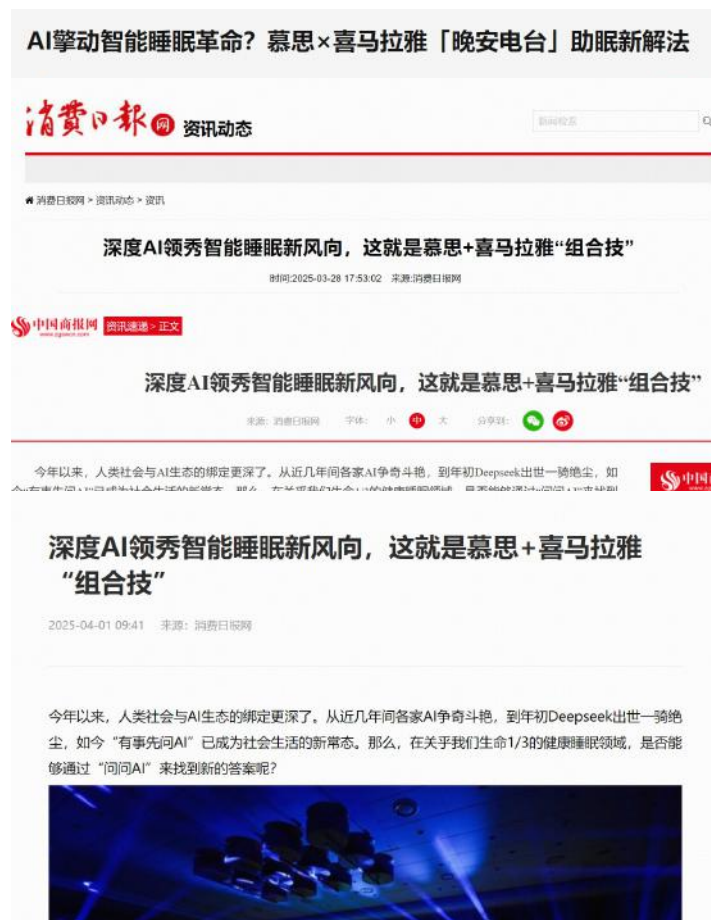 AI擎动智能睡眠革命？慕思×喜马拉雅「晚安电台」助眠新解法
消费日报网 资讯动态
新闻检索
消费日报网 > 资讯动态 > 资讯
深度AI领秀智能睡眠新风向，这就是慕思+喜马拉雅“组合技”
时间:2025-03-28 17:53:02 来源:消费日报网
中国商报网 资讯速递 > 正文
深度AI领秀智能睡眠新风向，这就是慕思+喜马拉雅“组合技”
来源：消费日报网 字体： 小 中 大 分享到：
今年以来，人类社会与AI生态的绑定更深了。从近几年间各家AI争奇斗艳，到年初Deepseek出世一骑绝尘，如
中国商
深度AI领秀智能睡眠新风向，这就是慕思+喜马拉雅
“组合技”
2025-04-01 09:41 来源：消费日报网
今年以来，人类社会与AI生态的绑定更深了。从近几年间各家AI争奇斗艳，到年初Deepseek出世一骑绝
尘，如今“有事先问AI”已成为社会生活的新常态。那么，在关乎我们生命1/3的健康睡眠领域，是否能
够通过“问问AI”来找到新的答案呢？